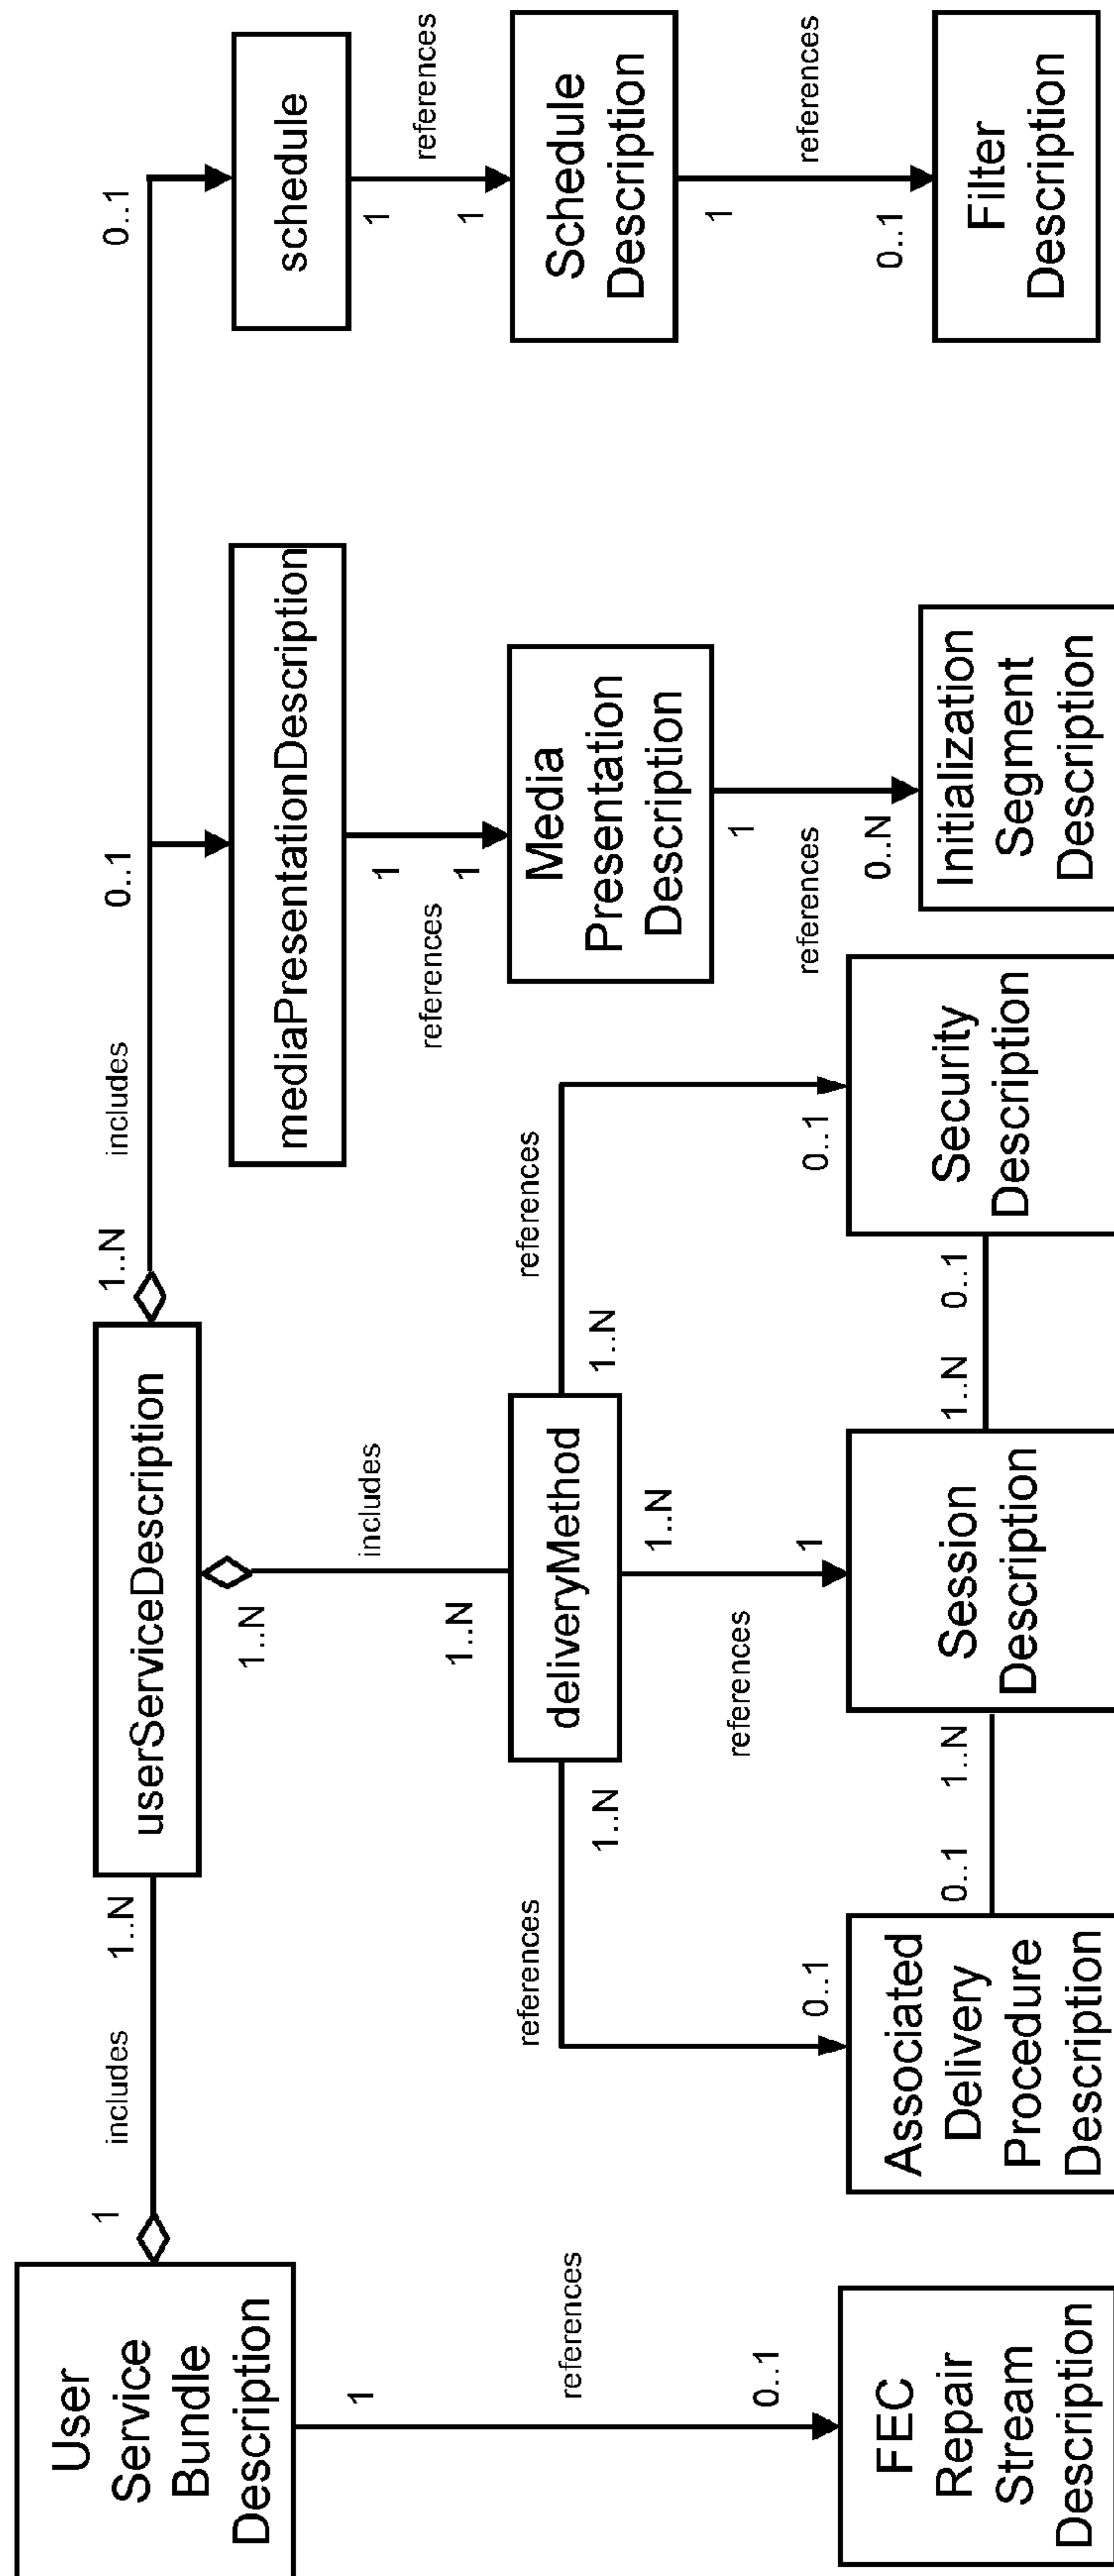 User
Service
Bundle
Description
1
includes
1..N
userServiceDescription
1..N
includes
0..1
0..1
1
references
0..1
FEC
Repair
Stream
Description
1..N
includes
1..N
deliveryMethod
1..N
references
0..1
1..N
references
1
1..N
references
0..1
Associated
Delivery
Procedure
Description
0..1
1..N
Session
Description
1..N
0..1
Security
Description
mediaPresentationDescription
1
references
1
Media
Presentation
Description
1
references
0..N
Initialization
Segment
Description
schedule
1
references
1
Schedule
Description
1
references
0..1
Filter
Description